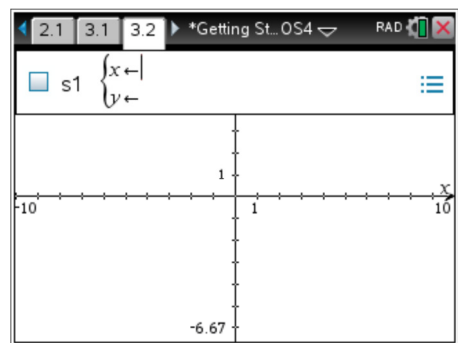 2.1 3.1 3.2 *Getting St…OS4 RAD
s1 {x←
y←
1
x
-10 1 10
-6.67